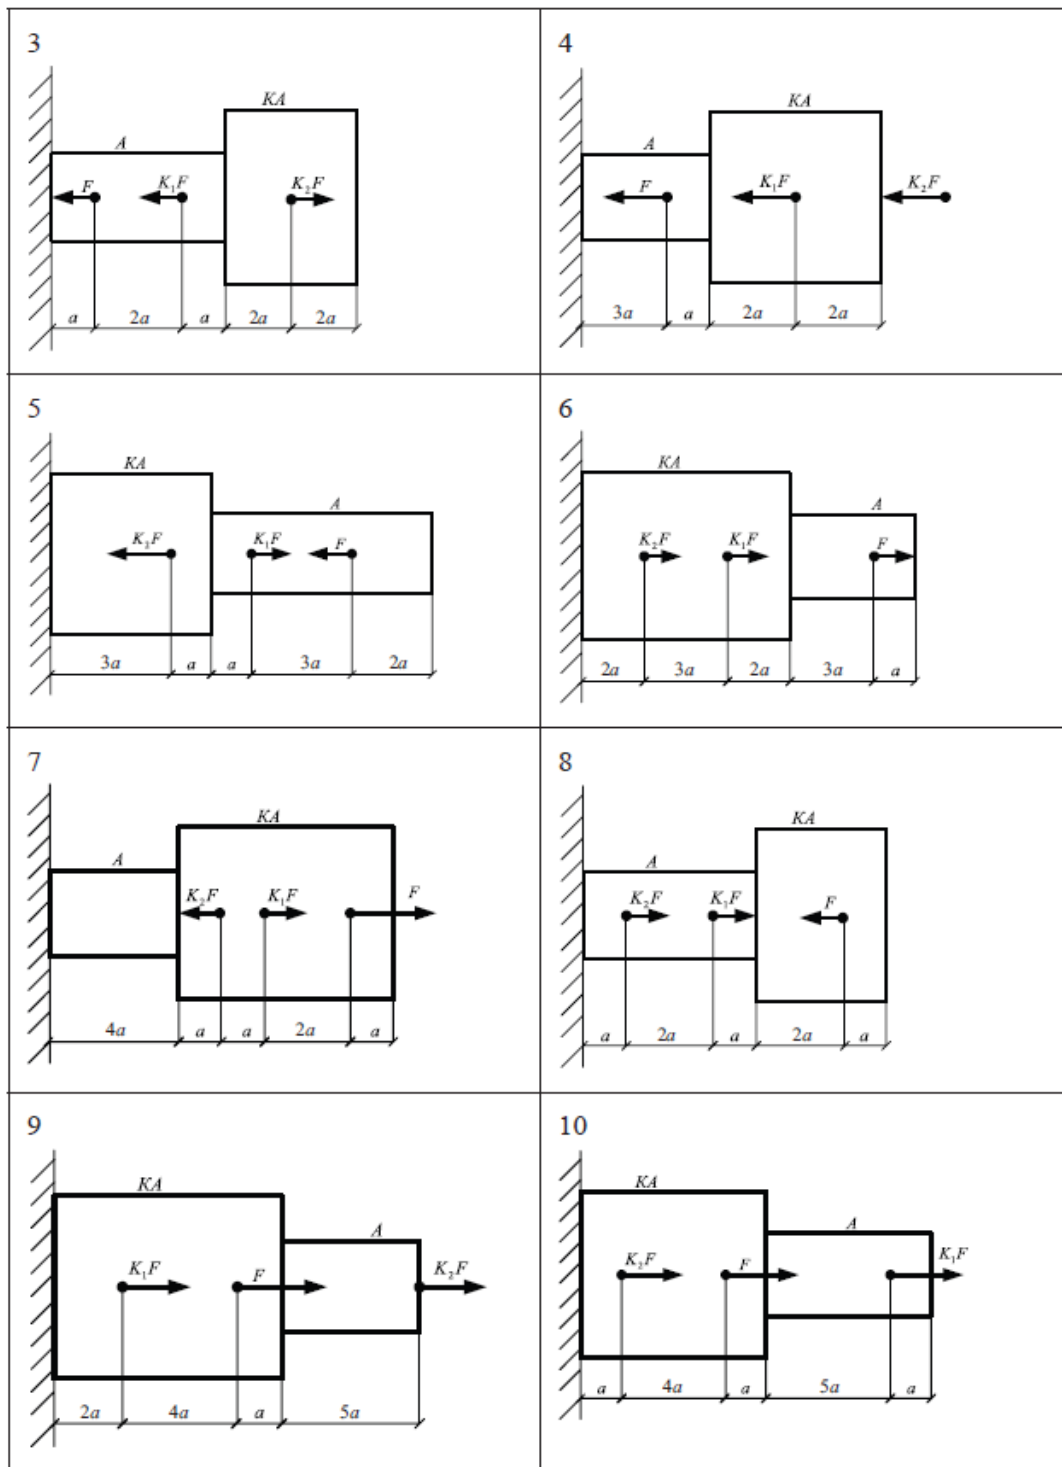 3
KA
A
F K₁F K₂F
a 2a a 2a 2a
4
KA
A
F K₁F K₂F
3a a 2a 2a
5
KA
A
K₂F K₁F F
3a a a 3a 2a
6
KA
A
K₂F K₁F F
2a 3a 2a 3a a
7
KA
A
K₂F K₁F F
4a a a 2a a
8
KA
A
K₂F K₁F F
a 2a a 2a a
9
KA
A
K₁F F K₂F
2a 4a a 5a
10
KA
A
K₂F F K₁F
a 4a a 5a a